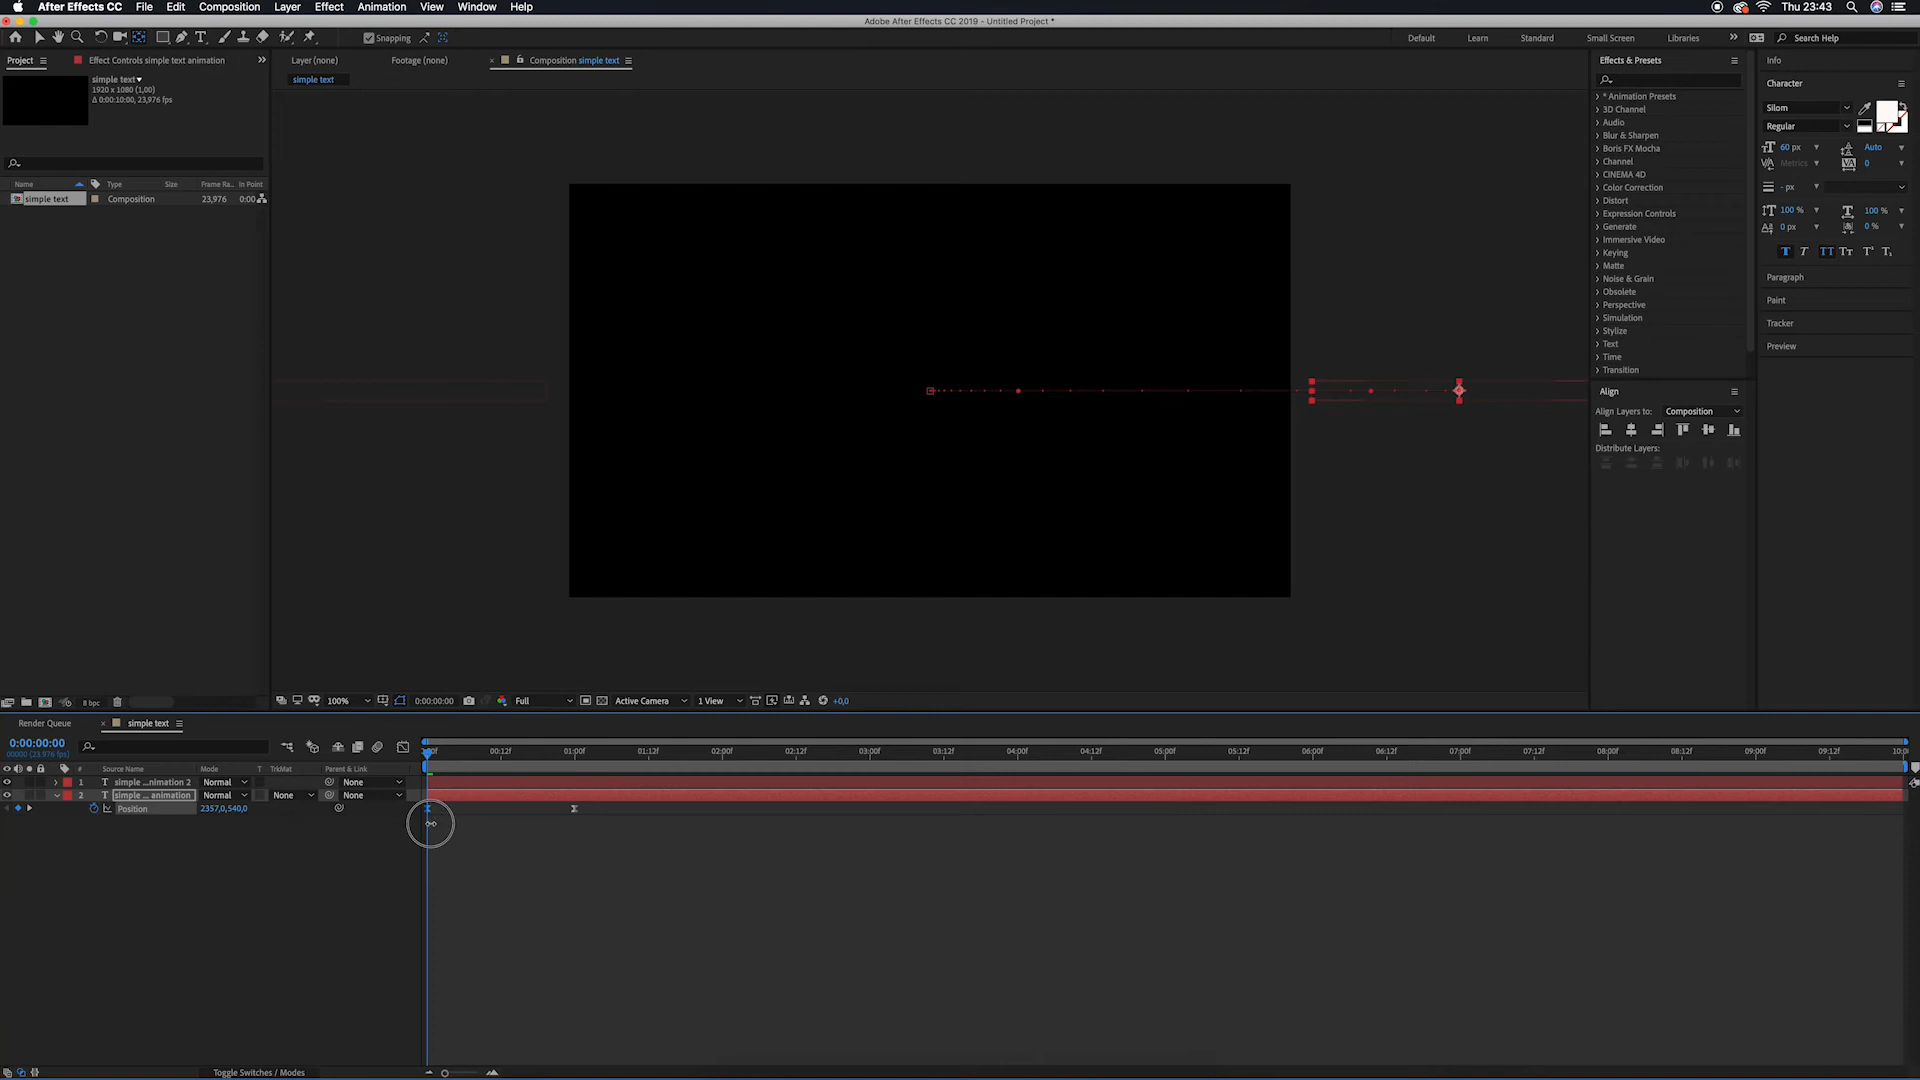 After Effects CC File Edit Composition Layer Effect Animation View Window Help Thu 23:43
Adobe After Effects CC 2019 - Untitled Project *
Snapping Default Learn Standard Small Screen Libraries Search Help
Project Effect Controls simple text animation Layer (none) Footage (none) Composition simple text Effects & Presets Info
simple text
1920 x 1080 (1,00)
Δ 0:00:10:00, 23,976 fps
simple text
Name Type Size Frame Ra... In Point
simple text Composition 23,976 0:00
* Animation Presets
3D Channel
Audio
Blur & Sharpen
Boris FX Mocha
Channel
CINEMA 4D
Color Correction
Distort
Expression Controls
Generate
Immersive Video
Keying
Matte
Noise & Grain
Obsolete
Perspective
Simulation
Stylize
Text
Time
Transition
Align
Align Layers to: Composition
Distribute Layers:
Character
Silom
Regular
60 px Auto
Metrics 0
- px
100 % 100 %
0 px 0 %
T T TT Tт T¹ T₁
Paragraph
Paint
Tracker
Preview
8 bpc 100% 0:00:00:00 Full Active Camera 1 View +0,0
Render Queue simple text
0:00:00:00
00000 (23.976 fps)
00f 00:12f 01:00f 01:12f 02:00f 02:12f 03:00f 03:12f 04:00f 04:12f 05:00f 05:12f 06:00f 06:12f 07:00f 07:12f 08:00f 08:12f 09:00f 09:12f 10:0
# Source Name Mode T TrkMat Parent & Link
1 T simple ...nimation 2 Normal None
2 T simple ... animation Normal None None
Position 2357,0,540,0
Toggle Switches / Modes